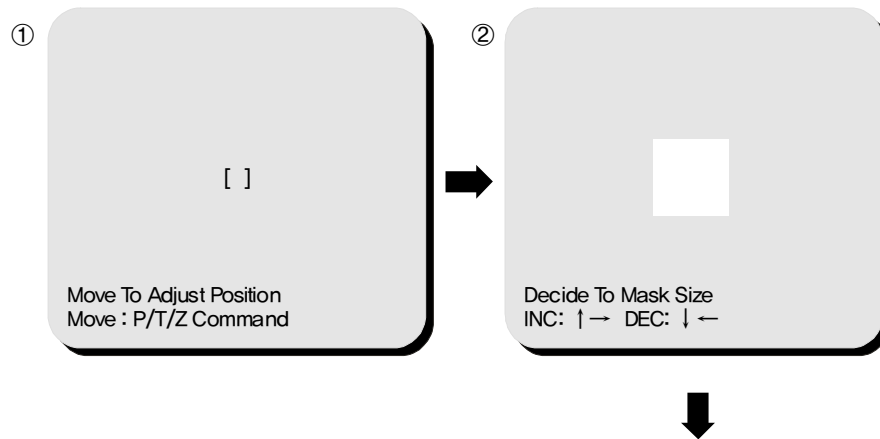 ①
[ ]
Move To Adjust Position
Move : P/T/Z Command
②
Decide To Mask Size
INC: ↑→ DEC: ↓←